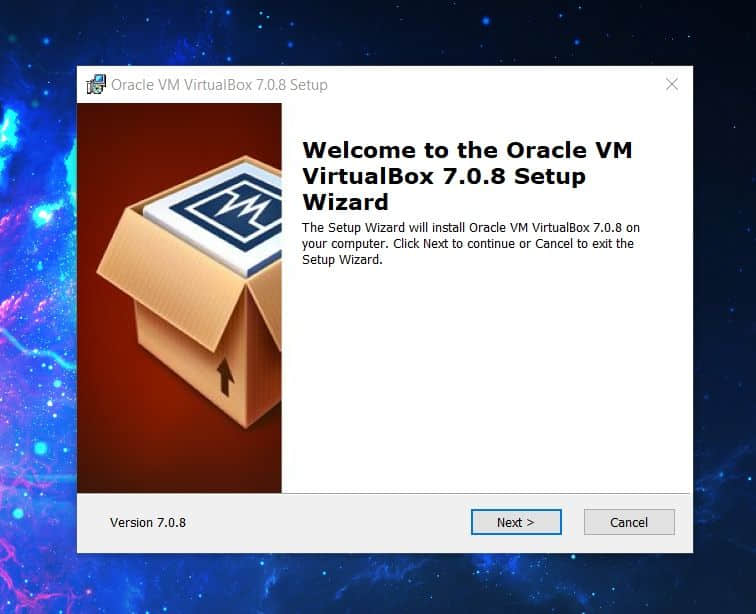 Oracle VM VirtualBox 7.0.8 Setup
Welcome to the Oracle VM
VirtualBox 7.0.8 Setup
Wizard
The Setup Wizard will install Oracle VM VirtualBox 7.0.8 on
your computer. Click Next to continue or Cancel to exit the
Setup Wizard.
Version 7.0.8
Next >
Cancel